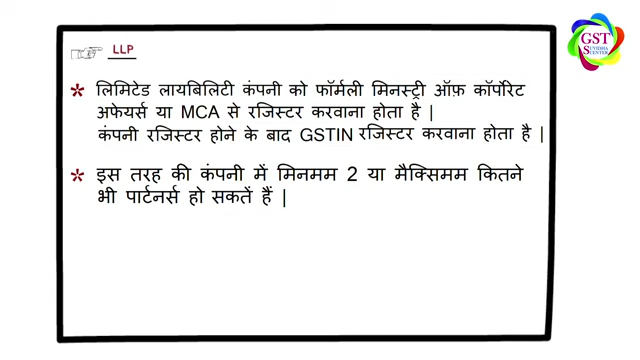 LLP
GST
SUVIDHA
CENTER
* लिमिटेड लायबिलिटी कंपनी को फॉर्मली मिनस्ट्री ऑफ़ कॉर्पोरेट
अफेयर्स या MCA से रजिस्टर करवाना होता है |
कंपनी रजिस्टर होने के बाद GSTIN रजिस्टर करवाना होता है |
* इस तरह की कंपनी में मिनमम 2 या मैक्सिमम कितने
भी पार्टनर्स हो सकतें हैं |